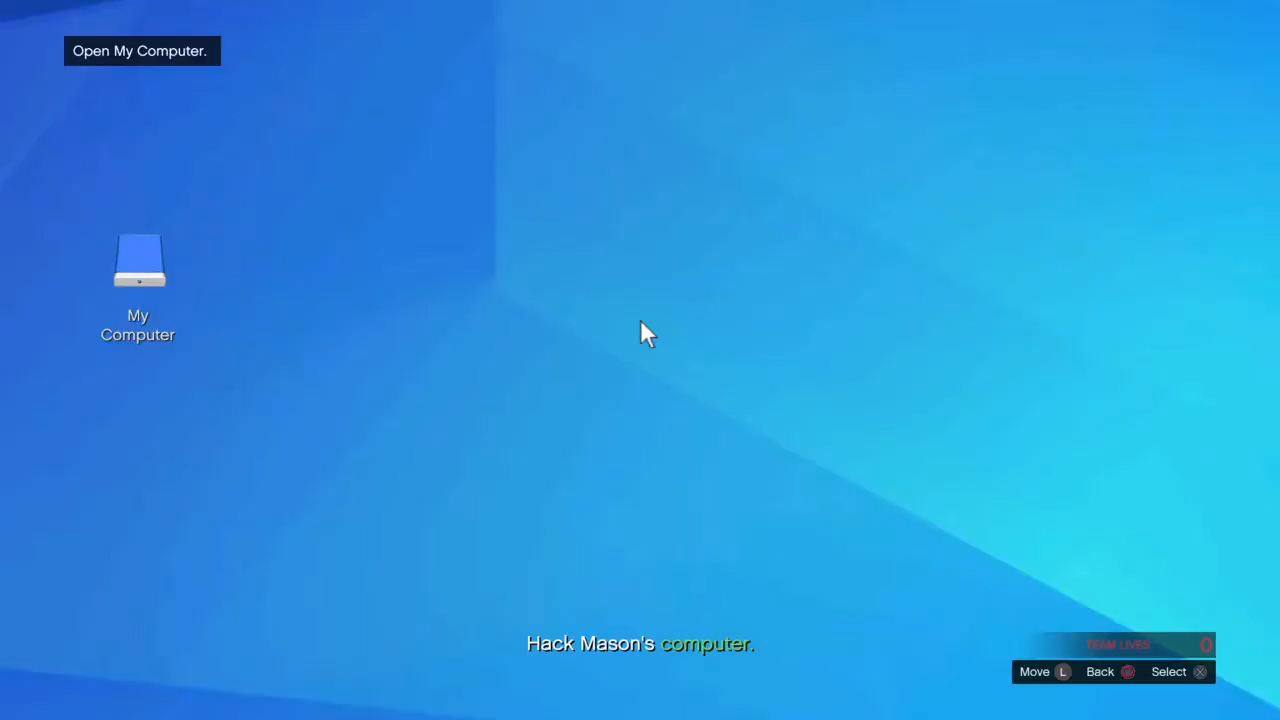 Open My Computer.
My
Computer
Hack Mason's computer.
TEAM LIVES 0
Move L Back Select